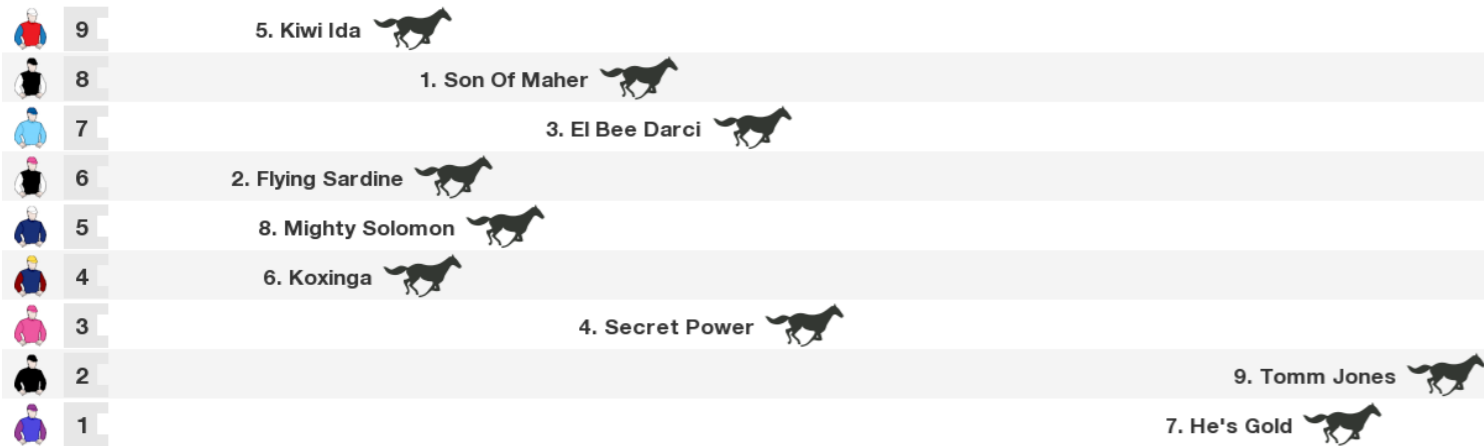 9 5. Kiwi Ida
8 1. Son Of Maher
7 3. El Bee Darci
6 2. Flying Sardine
5 8. Mighty Solomon
4 6. Koxinga
3 4. Secret Power
2 9. Tomm Jones
1 7. He's Gold